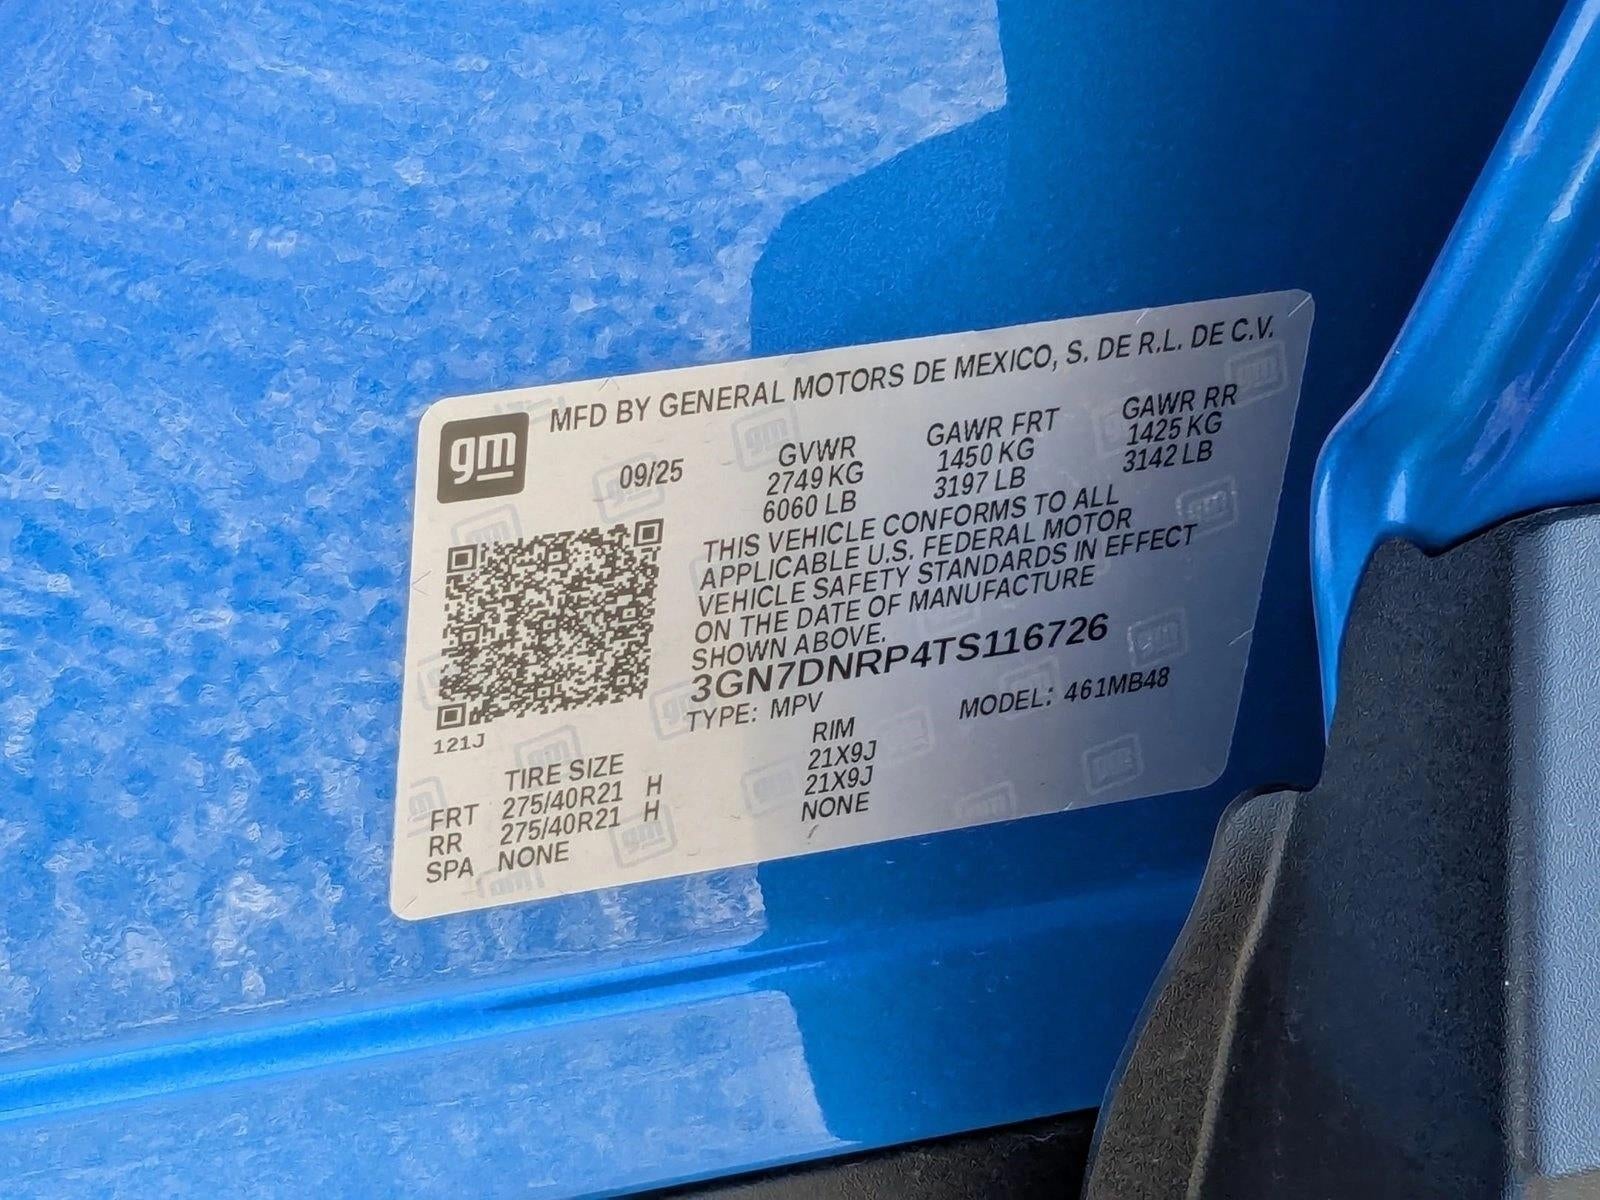 MFD BY GENERAL MOTORS DE MEXICO, S. DE R.L. DE C.V.
gm
09/25
GVWR
2749 KG
6060 LB
GAWR FRT
1450 KG
3197 LB
GAWR RR
1425 KG
3142 LB
THIS VEHICLE CONFORMS TO ALL
APPLICABLE U.S. FEDERAL MOTOR
VEHICLE SAFETY STANDARDS IN EFFECT
ON THE DATE OF MANUFACTURE
SHOWN ABOVE.
3GN7DNRP4TS116726
TYPE: MPV MODEL: 461MB48
121J
TIRE SIZE RIM
FRT 275/40R21 H 21X9J
RR 275/40R21 H 21X9J
SPA NONE NONE